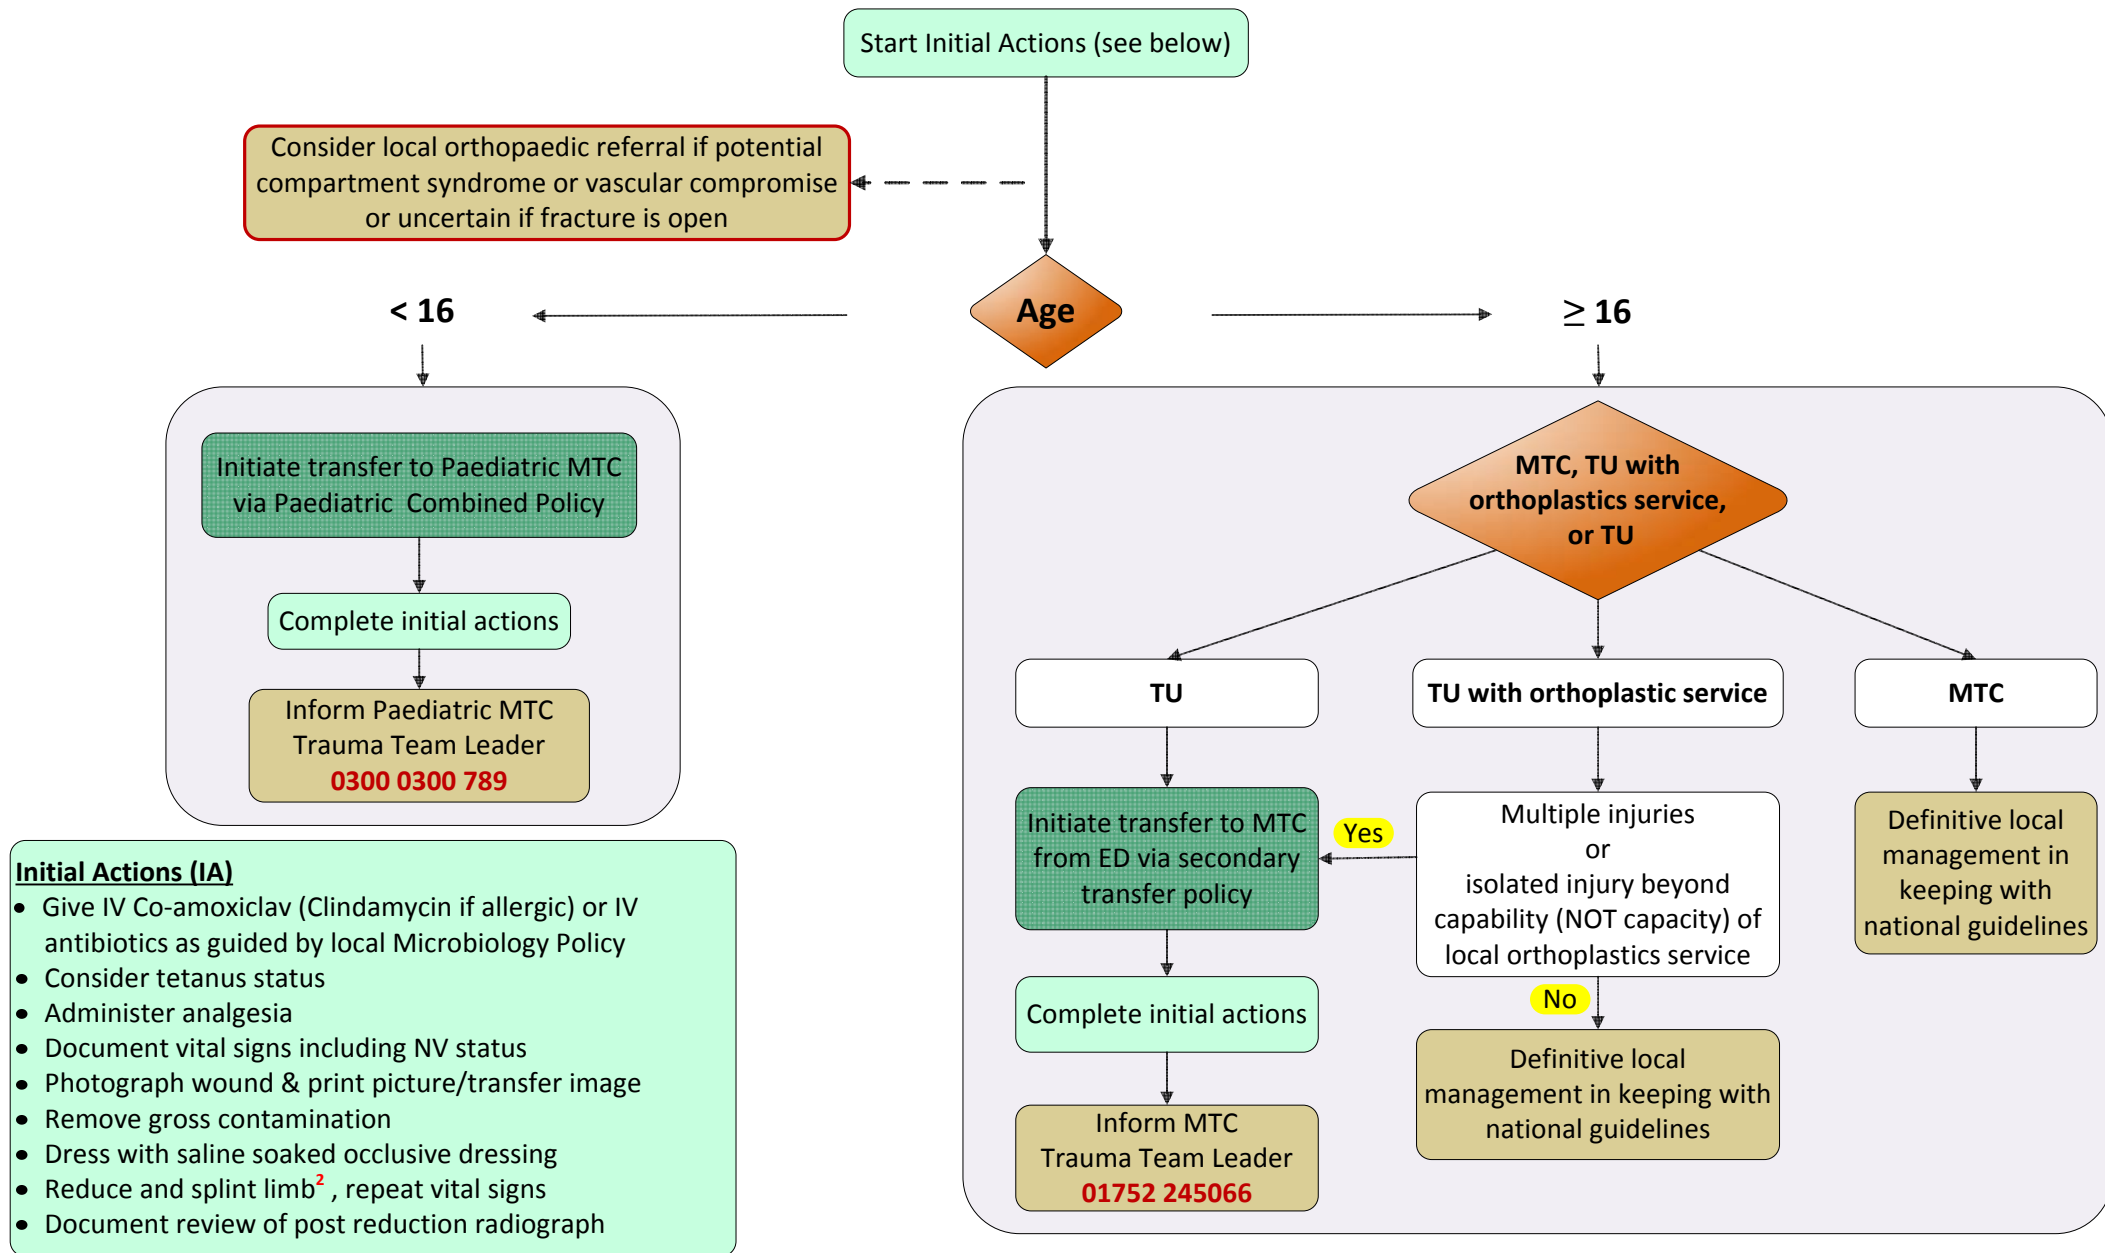 Start Initial Actions (see below)
Consider local orthopaedic referral if potential
compartment syndrome or vascular compromise
or uncertain if fracture is open
Age
< 16
≥ 16
Initiate transfer to Paediatric MTC
via Paediatric Combined Policy
Complete initial actions
Inform Paediatric MTC
Trauma Team Leader
0300 0300 789
MTC, TU with
orthoplastics service,
or TU
TU
TU with orthoplastic service
MTC
Initiate transfer to MTC
from ED via secondary
transfer policy
Yes
Multiple injuries
or
isolated injury beyond
capability (NOT capacity) of
local orthoplastics service
Definitive local
management in
keeping with
national guidelines
Complete initial actions
No
Inform MTC
Trauma Team Leader
01752 245066
Definitive local
management in keeping with
national guidelines
Initial Actions (IA)
• Give IV Co-amoxiclav (Clindamycin if allergic) or IV
antibiotics as guided by local Microbiology Policy
• Consider tetanus status
• Administer analgesia
• Document vital signs including NV status
• Photograph wound & print picture/transfer image
• Remove gross contamination
• Dress with saline soaked occlusive dressing
• Reduce and splint limb² , repeat vital signs
• Document review of post reduction radiograph